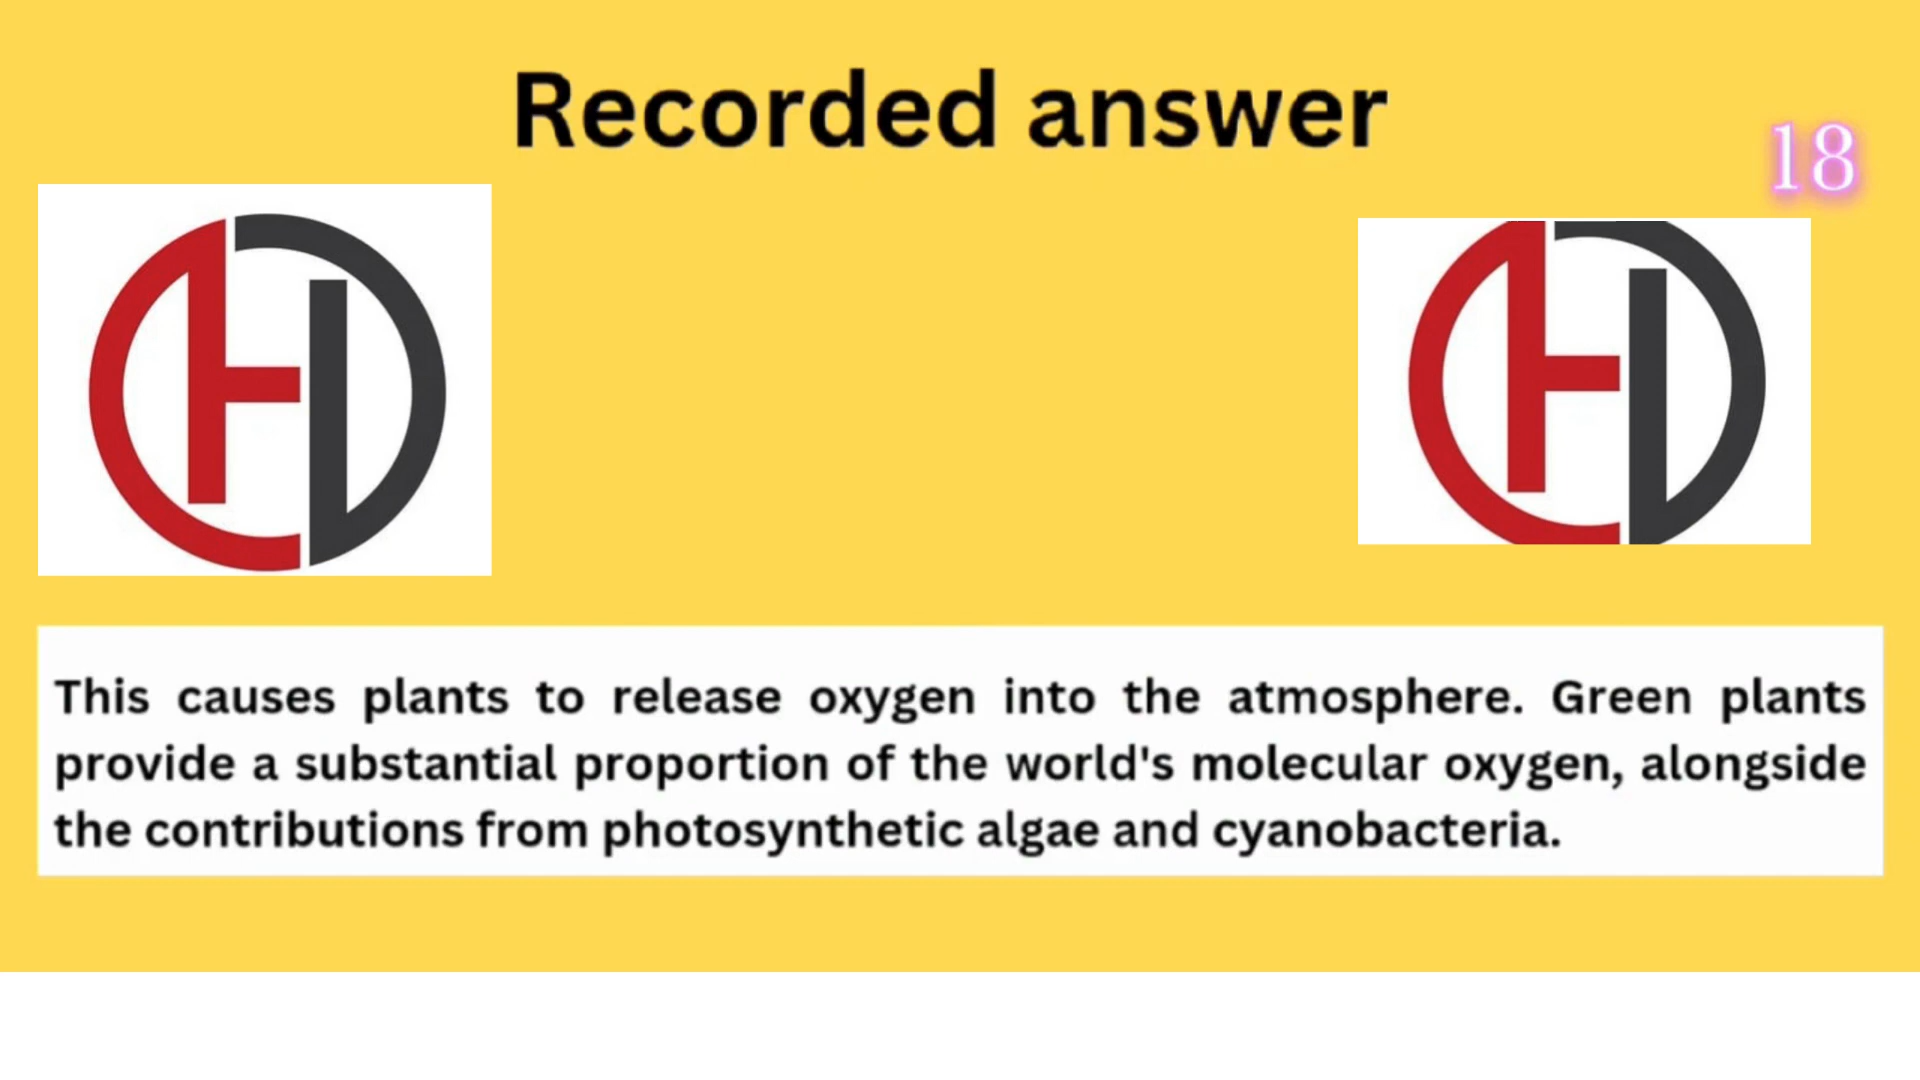 Recorded answer
18
This causes plants to release oxygen into the atmosphere. Green plants
provide a substantial proportion of the world's molecular oxygen, alongside
the contributions from photosynthetic algae and cyanobacteria.